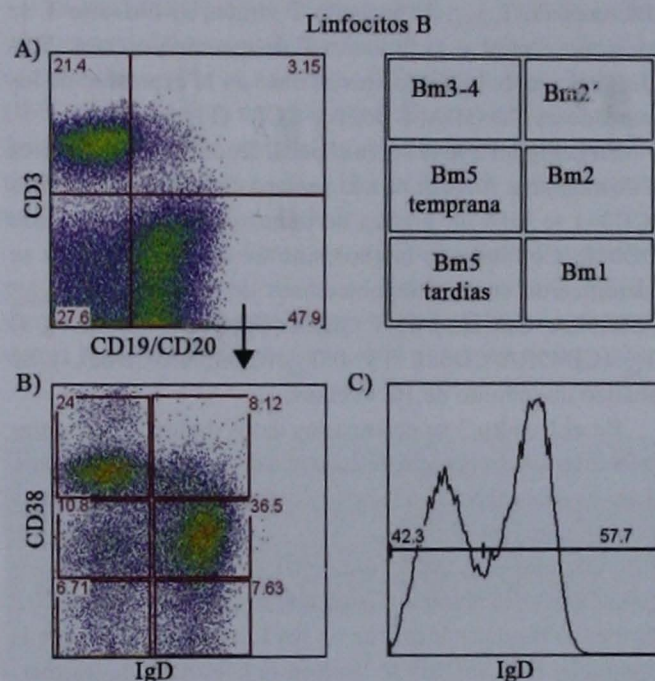 Linfocitos B
A)
21.4 3.15
CD3
27.6 47.9
CD19/CD20
Bm3-4 Bm2´
Bm5 temprana Bm2
Bm5 tardias Bm1
B)
24 8.12
CD38
10.8 36.5
6.71 7.63
IgD
C)
42.3 57.7
IgD